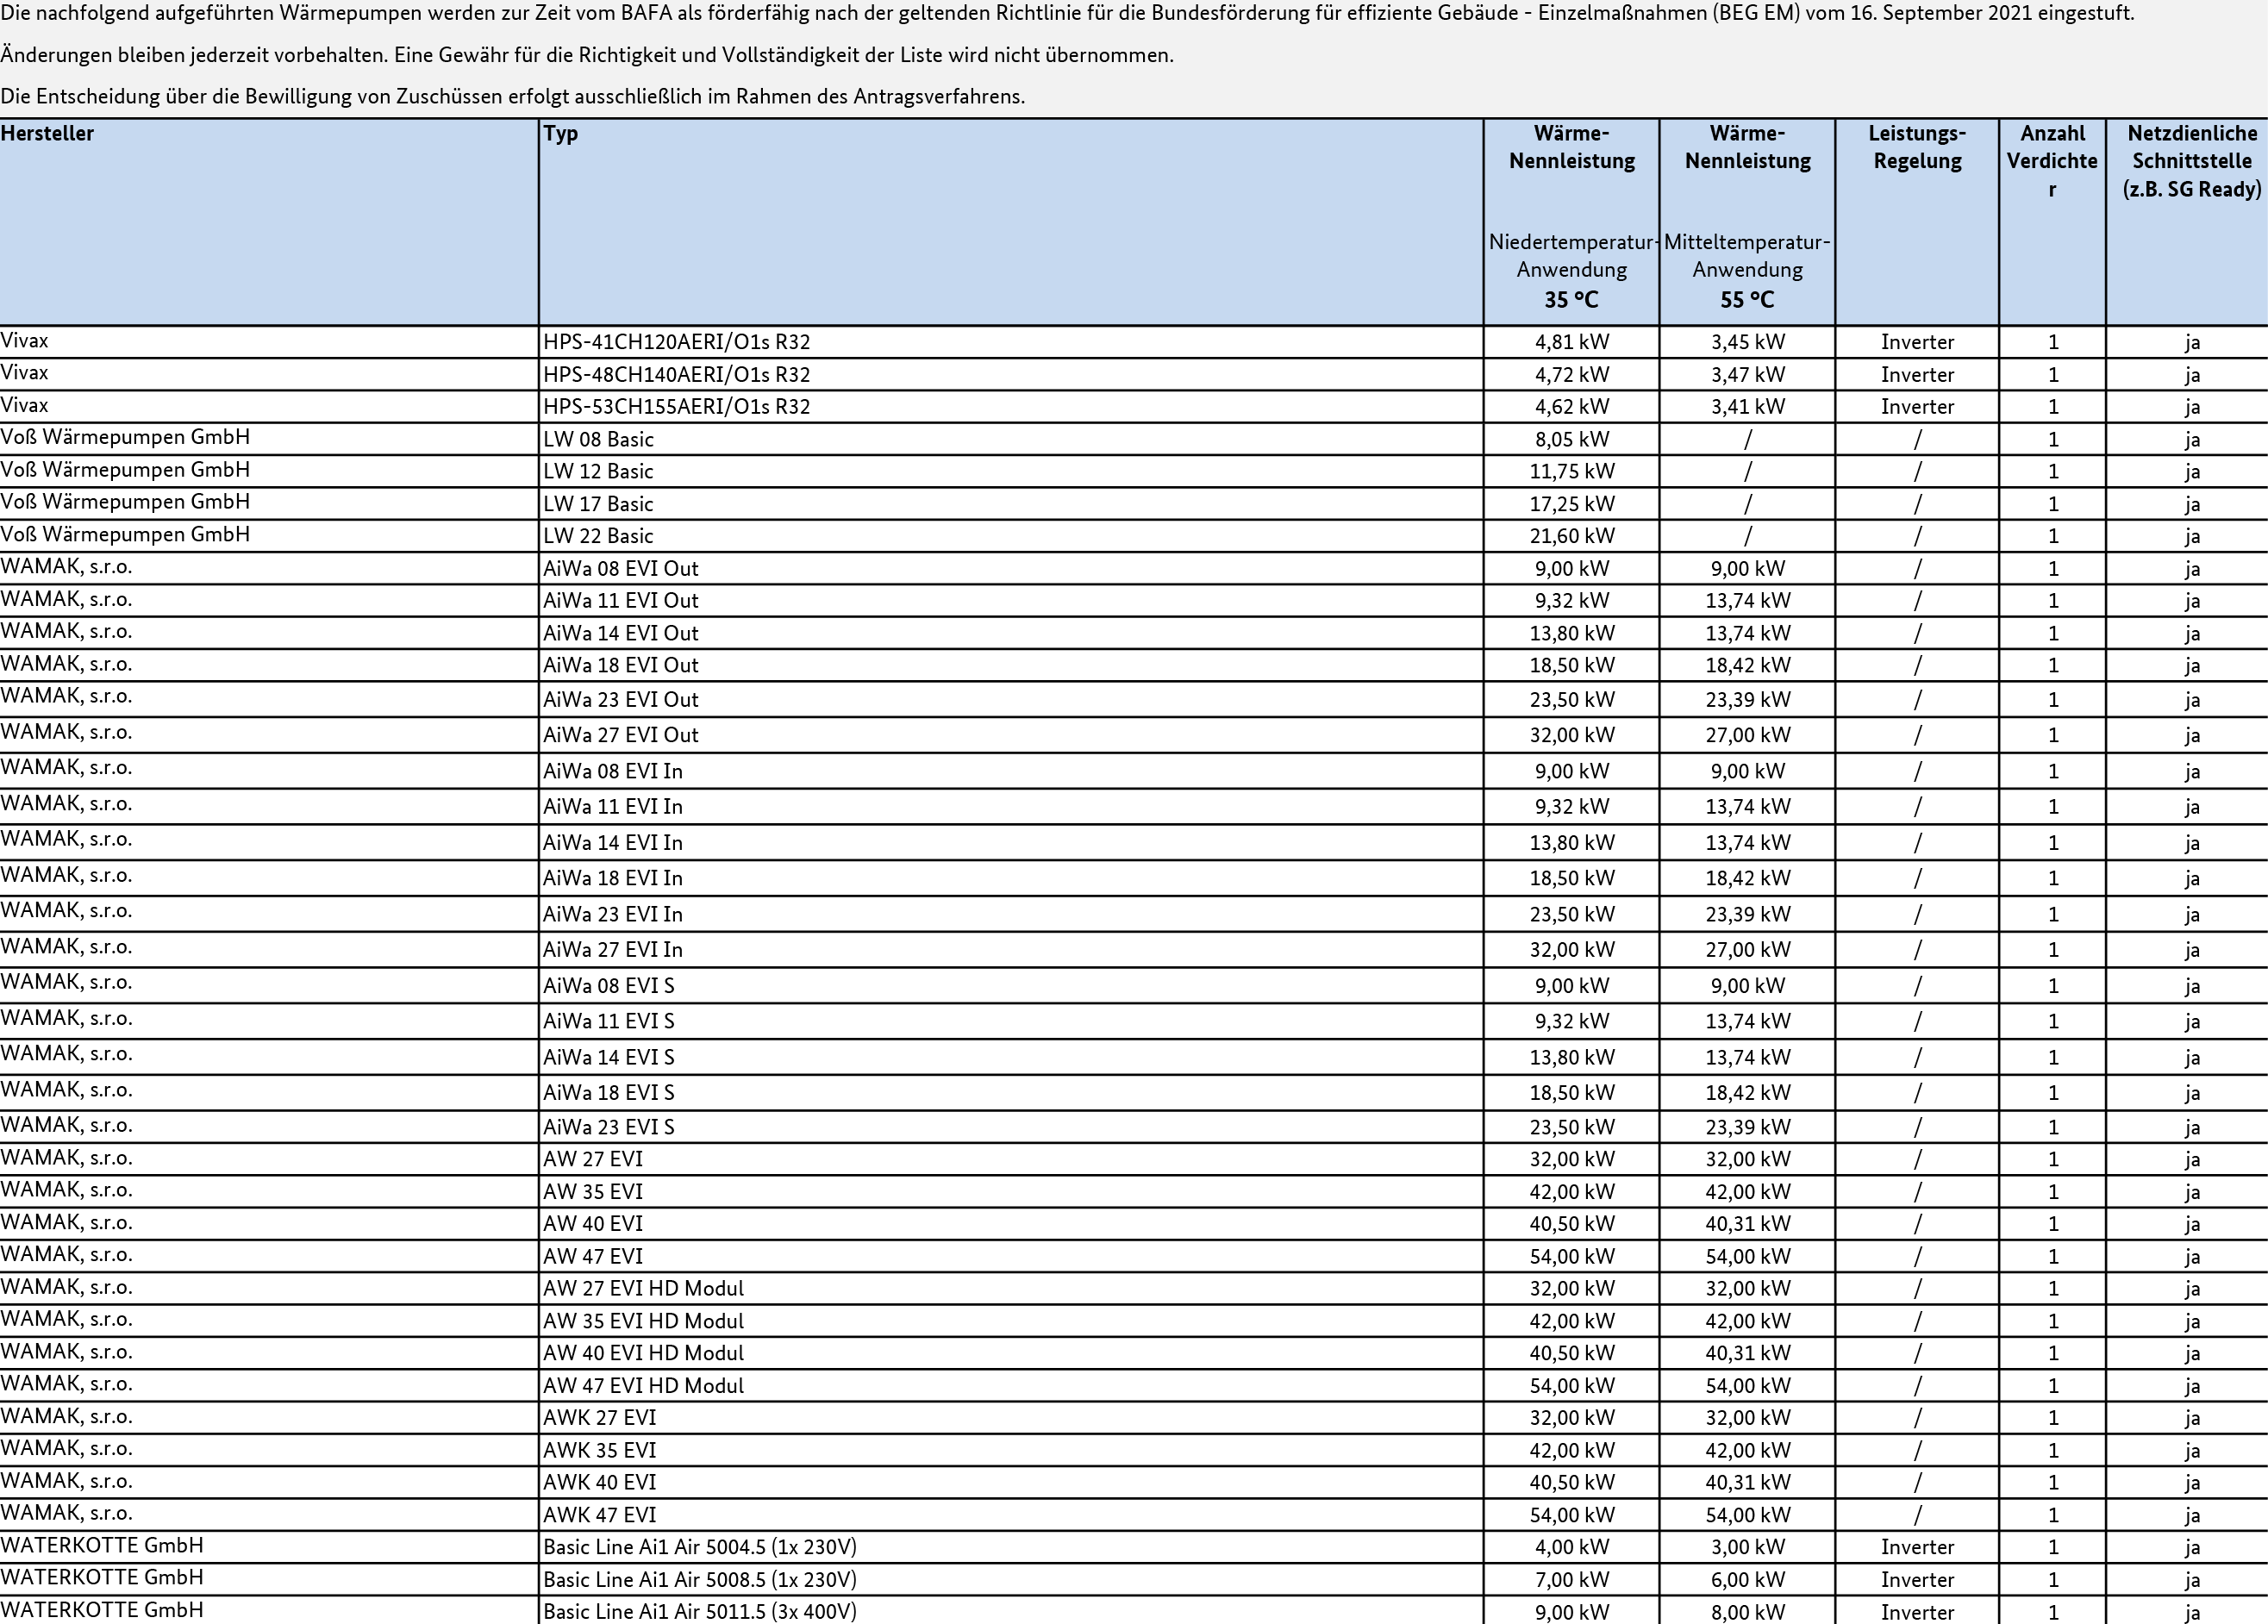 Die nachfolgend aufgeführten Wärmepumpen werden zur Zeit vom BAFA als förderfähig nach der geltenden Richtlinie für die Bundesförderung für effiziente Gebäude - Einzelmaßnahmen (BEG EM) vom 16. September 2021 eingestuft.
Änderungen bleiben jederzeit vorbehalten. Eine Gewähr für die Richtigkeit und Vollständigkeit der Liste wird nicht übernommen.
Die Entscheidung über die Bewilligung von Zuschüssen erfolgt ausschließlich im Rahmen des Antragsverfahrens.
Hersteller Typ Wärme- Wärme- Leistungs- Anzahl Netzdienliche
Nennleistung Nennleistung Regelung Verdichte Schnittstelle
r (z.B. SG Ready)
Niedertemperatur- Mitteltemperatur-
Anwendung Anwendung
35 °C 55 °C
Vivax HPS-41CH120AERI/O1s R32 4,81 kW 3,45 kW Inverter 1 ja
Vivax HPS-48CH140AERI/O1s R32 4,72 kW 3,47 kW Inverter 1 ja
Vivax HPS-53CH155AERI/O1s R32 4,62 kW 3,41 kW Inverter 1 ja
Voß Wärmepumpen GmbH LW 08 Basic 8,05 kW / / 1 ja
Voß Wärmepumpen GmbH LW 12 Basic 11,75 kW / / 1 ja
Voß Wärmepumpen GmbH LW 17 Basic 17,25 kW / / 1 ja
Voß Wärmepumpen GmbH LW 22 Basic 21,60 kW / / 1 ja
WAMAK, s.r.o. AiWa 08 EVI Out 9,00 kW 9,00 kW / 1 ja
WAMAK, s.r.o. AiWa 11 EVI Out 9,32 kW 13,74 kW / 1 ja
WAMAK, s.r.o. AiWa 14 EVI Out 13,80 kW 13,74 kW / 1 ja
WAMAK, s.r.o. AiWa 18 EVI Out 18,50 kW 18,42 kW / 1 ja
WAMAK, s.r.o. AiWa 23 EVI Out 23,50 kW 23,39 kW / 1 ja
WAMAK, s.r.o. AiWa 27 EVI Out 32,00 kW 27,00 kW / 1 ja
WAMAK, s.r.o. AiWa 08 EVI In 9,00 kW 9,00 kW / 1 ja
WAMAK, s.r.o. AiWa 11 EVI In 9,32 kW 13,74 kW / 1 ja
WAMAK, s.r.o. AiWa 14 EVI In 13,80 kW 13,74 kW / 1 ja
WAMAK, s.r.o. AiWa 18 EVI In 18,50 kW 18,42 kW / 1 ja
WAMAK, s.r.o. AiWa 23 EVI In 23,50 kW 23,39 kW / 1 ja
WAMAK, s.r.o. AiWa 27 EVI In 32,00 kW 27,00 kW / 1 ja
WAMAK, s.r.o. AiWa 08 EVI S 9,00 kW 9,00 kW / 1 ja
WAMAK, s.r.o. AiWa 11 EVI S 9,32 kW 13,74 kW / 1 ja
WAMAK, s.r.o. AiWa 14 EVI S 13,80 kW 13,74 kW / 1 ja
WAMAK, s.r.o. AiWa 18 EVI S 18,50 kW 18,42 kW / 1 ja
WAMAK, s.r.o. AiWa 23 EVI S 23,50 kW 23,39 kW / 1 ja
WAMAK, s.r.o. AW 27 EVI 32,00 kW 32,00 kW / 1 ja
WAMAK, s.r.o. AW 35 EVI 42,00 kW 42,00 kW / 1 ja
WAMAK, s.r.o. AW 40 EVI 40,50 kW 40,31 kW / 1 ja
WAMAK, s.r.o. AW 47 EVI 54,00 kW 54,00 kW / 1 ja
WAMAK, s.r.o. AW 27 EVI HD Modul 32,00 kW 32,00 kW / 1 ja
WAMAK, s.r.o. AW 35 EVI HD Modul 42,00 kW 42,00 kW / 1 ja
WAMAK, s.r.o. AW 40 EVI HD Modul 40,50 kW 40,31 kW / 1 ja
WAMAK, s.r.o. AW 47 EVI HD Modul 54,00 kW 54,00 kW / 1 ja
WAMAK, s.r.o. AWK 27 EVI 32,00 kW 32,00 kW / 1 ja
WAMAK, s.r.o. AWK 35 EVI 42,00 kW 42,00 kW / 1 ja
WAMAK, s.r.o. AWK 40 EVI 40,50 kW 40,31 kW / 1 ja
WAMAK, s.r.o. AWK 47 EVI 54,00 kW 54,00 kW / 1 ja
WATERKOTTE GmbH Basic Line Ai1 Air 5004.5 (1x 230V) 4,00 kW 3,00 kW Inverter 1 ja
WATERKOTTE GmbH Basic Line Ai1 Air 5008.5 (1x 230V) 7,00 kW 6,00 kW Inverter 1 ja
WATERKOTTE GmbH Basic Line Ai1 Air 5011.5 (3x 400V) 9,00 kW 8,00 kW Inverter 1 ja